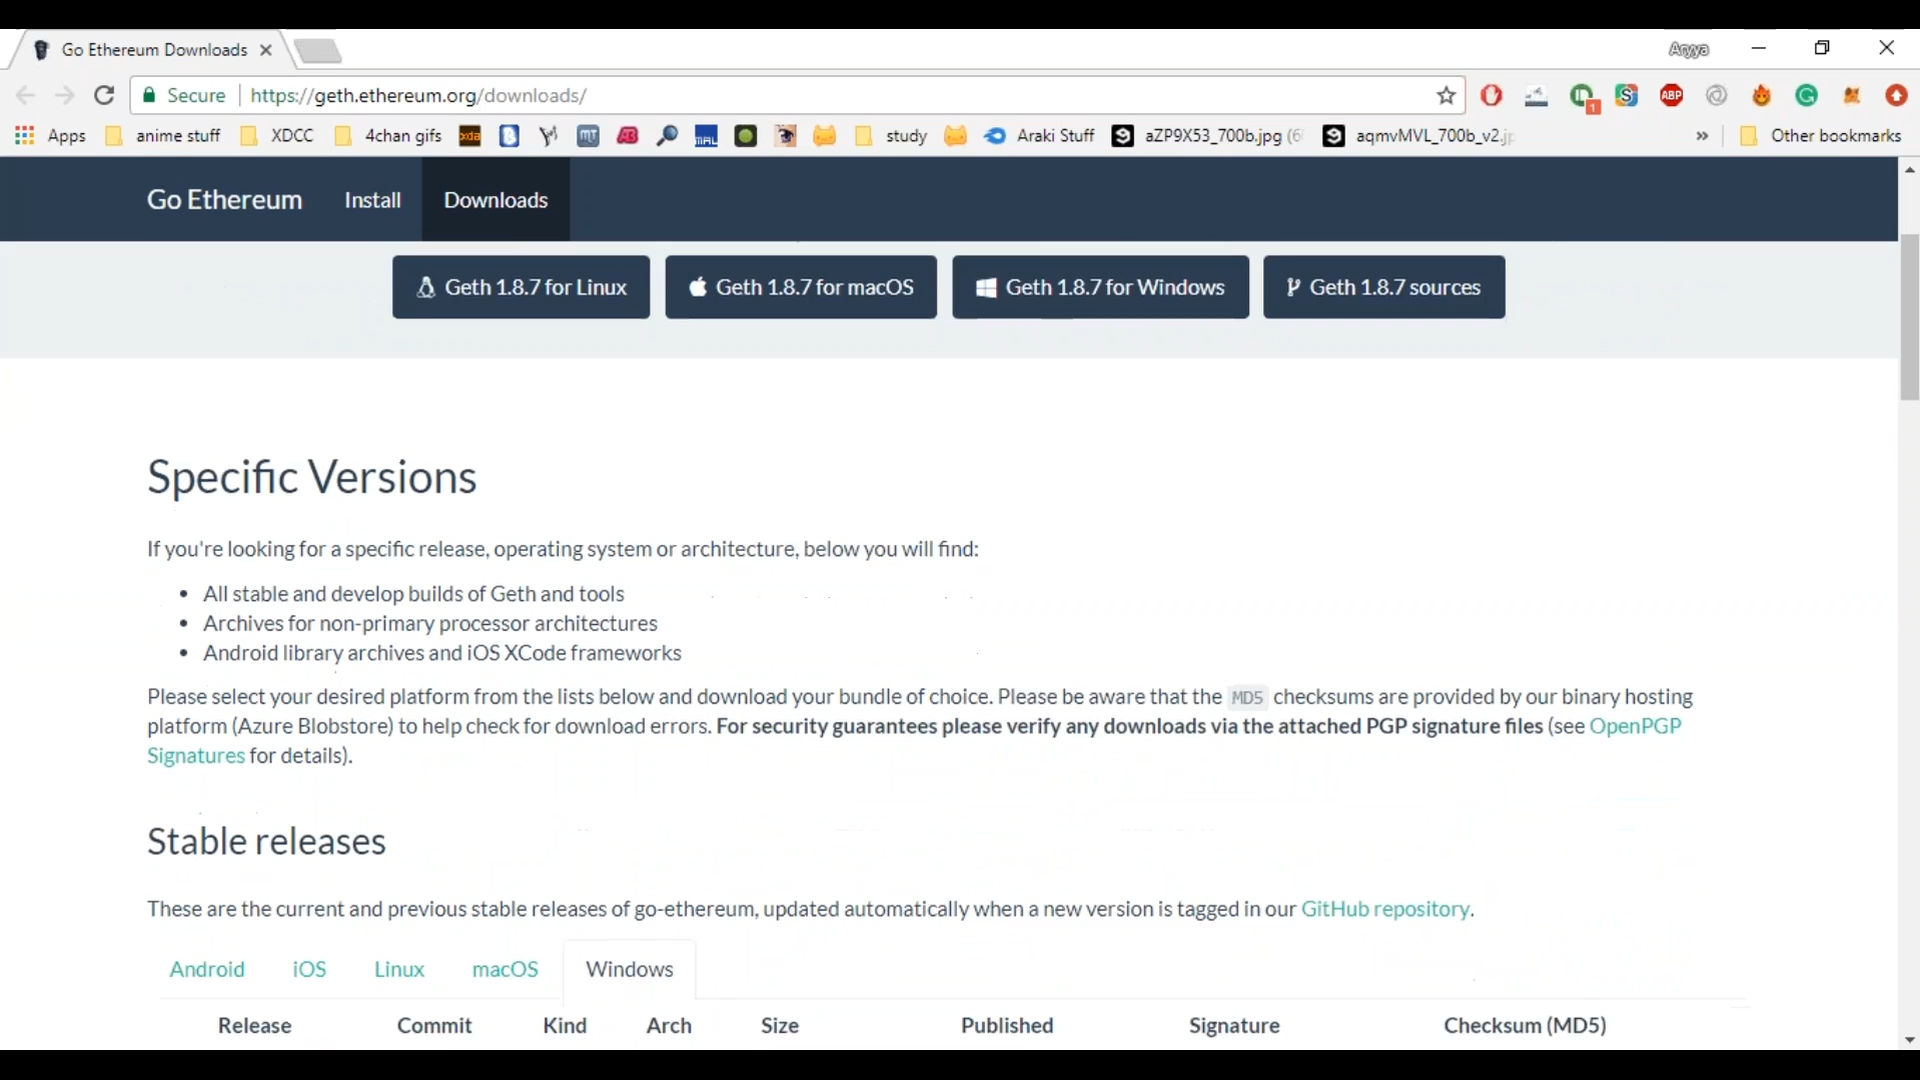 Go Ethereum Downloads
Secure https://geth.ethereum.org/downloads/
ABP
1
Apps anime stuff XDCC 4chan gifs xda MAL study Araki Stuff aZP9X53_700b.jpg (6 aqmvMVL_700b_v2.jp » Other bookmarks
Go Ethereum Install Downloads
Geth 1.8.7 for Linux Geth 1.8.7 for macOS Geth 1.8.7 for Windows Geth 1.8.7 sources
Specific Versions
If you're looking for a specific release, operating system or architecture, below you will find:
• All stable and develop builds of Geth and tools
• Archives for non-primary processor architectures
• Android library archives and iOS XCode frameworks
Please select your desired platform from the lists below and download your bundle of choice. Please be aware that the MD5 checksums are provided by our binary hosting
platform (Azure Blobstore) to help check for download errors. For security guarantees please verify any downloads via the attached PGP signature files (see OpenPGP
Signatures for details).
Stable releases
These are the current and previous stable releases of go-ethereum, updated automatically when a new version is tagged in our GitHub repository.
Android iOS Linux macOS Windows
Release Commit Kind Arch Size Published Signature Checksum (MD5)